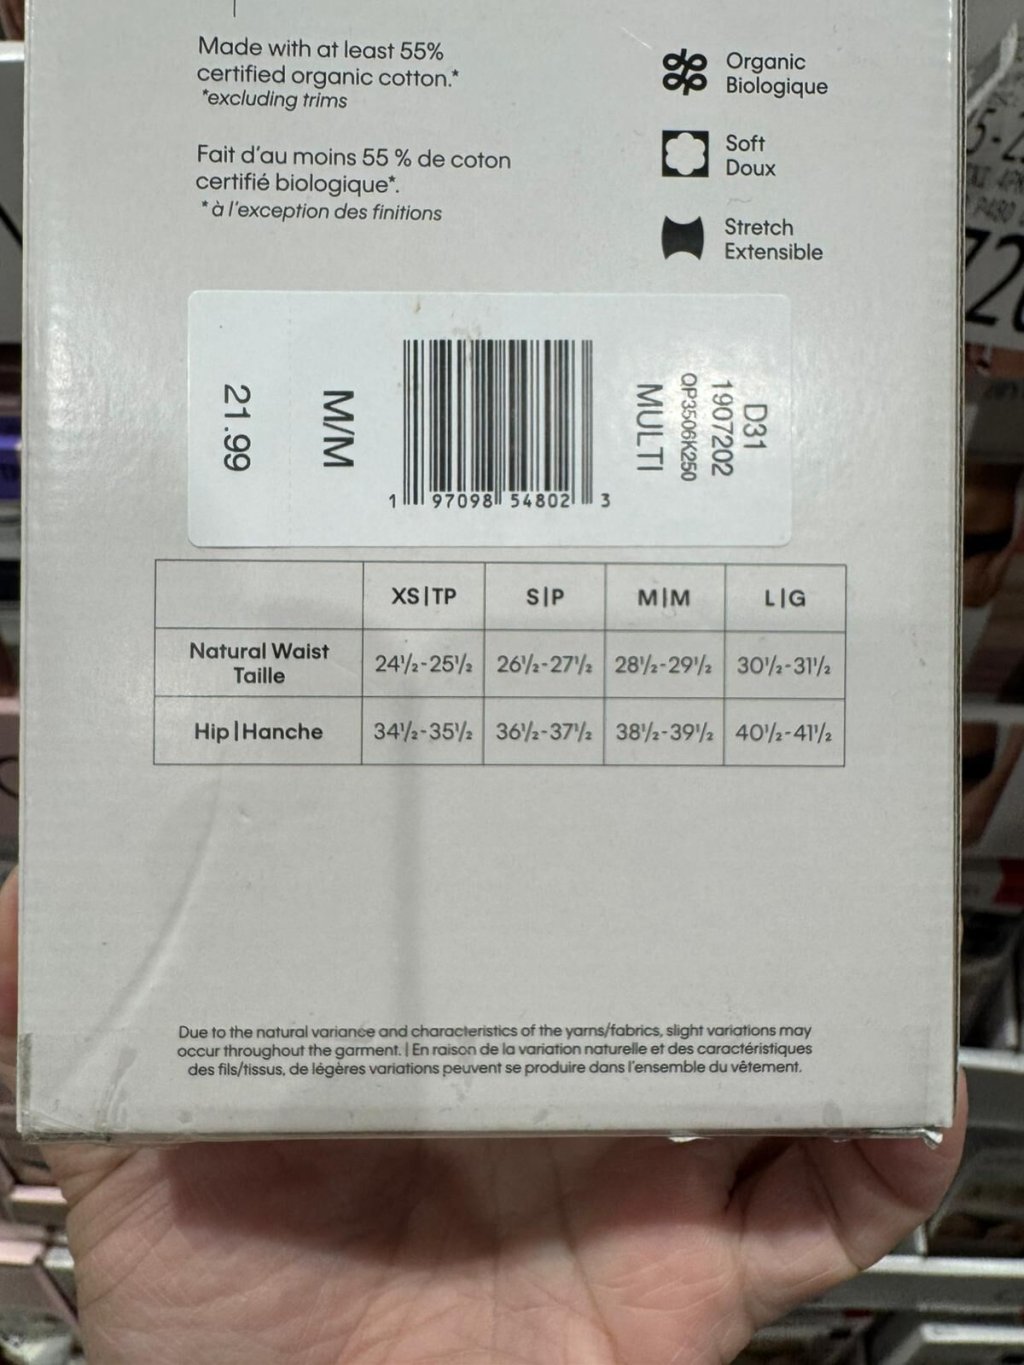 Made with at least 55%
certified organic cotton.*
*excluding trims
Fait d'au moins 55 % de coton
certifié biologique*.
*à l'exception des finitions
Organic
Biologique
Soft
Doux
Stretch
Extensible
21.99
M/M
1 97098 54802 3
MULTI
QP3506K250
1907202
D31
XS|TP S|P M|M L|G
Natural Waist
Taille
24½-25½ 26½-27½ 28½-29½ 30½-31½
Hip|Hanche 34½-35½ 36½-37½ 38½-39½ 40½-41½
Due to the natural variance and characteristics of the yarns/fabrics, slight variations may
occur throughout the garment. | En raison de la variation naturelle et des caractéristiques
des fils/tissus, de légères variations peuvent se produire dans l'ensemble du vêtement.